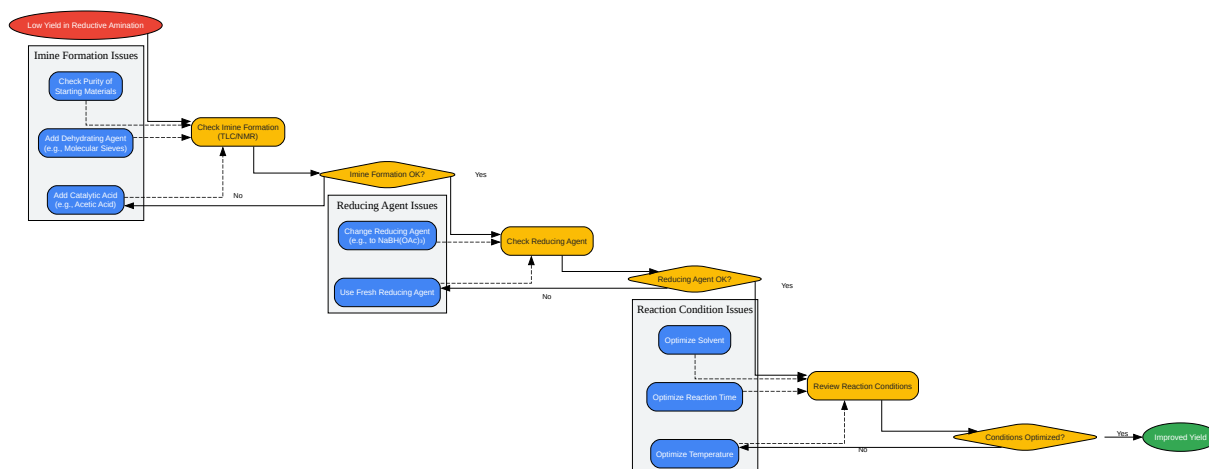 Low Yield in Reductive Amination
Imine Formation Issues
Check Purity of
Starting Materials
Check Imine Formation
(TLC/NMR)
Add Dehydrating Agent
(e.g., Molecular Sieves)
Imine Formation OK?
Yes
Add Catalytic Acid
(e.g., Acetic Acid)
No
Reducing Agent Issues
Change Reducing Agent
(e.g., to NaBH(OAc)₃)
Check Reducing Agent
Reducing Agent OK?
Yes
Use Fresh Reducing Agent
No
Reaction Condition Issues
Optimize Solvent
Review Reaction Conditions
Optimize Reaction Time
Conditions Optimized?
Yes
Improved Yield
Optimize Temperature
No